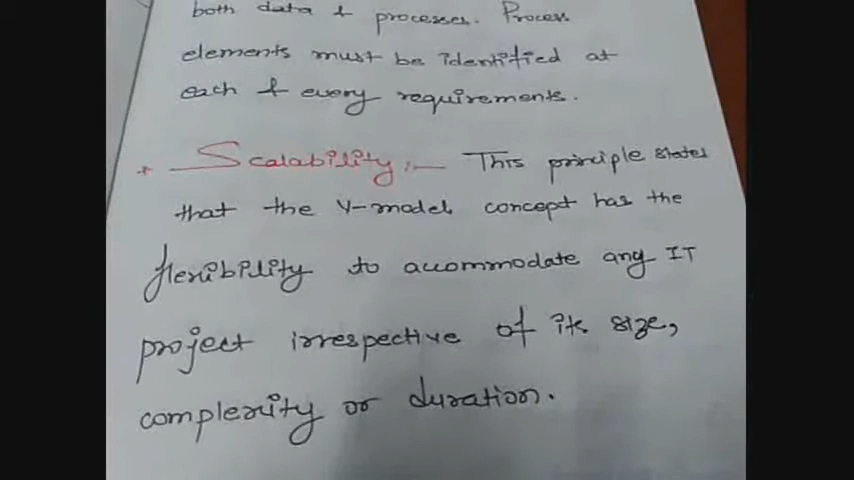 both data & processes. Process
elements must be identified at
each & every requirements.
* Scalability :— This principle states
that the V-model concept has the
flexibility to accommodate any IT
project irrespective of its size,
complexity or duration.